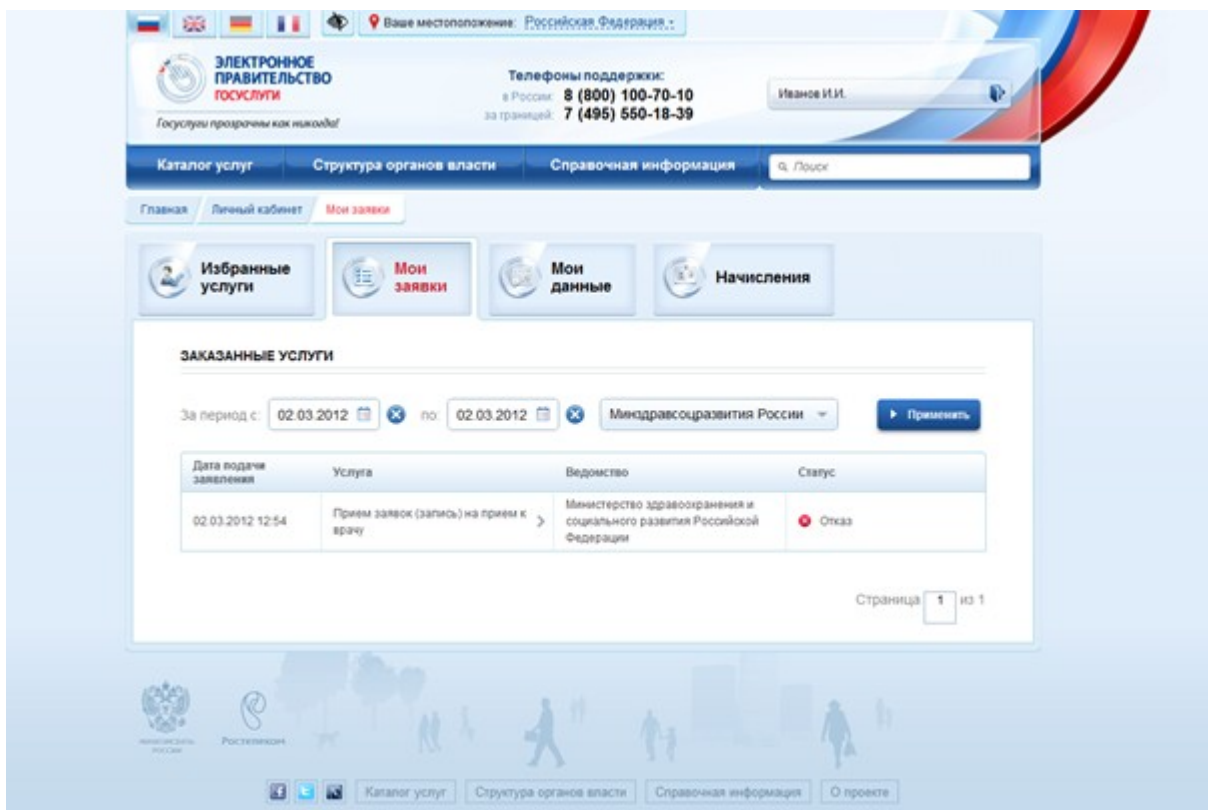 Ваше местоположение: Российская Федерация
ЭЛЕКТРОННОЕ
ПРАВИТЕЛЬСТВО
ГОСУСЛУГИ
Госуслуги прозрачны как никогда!
Телефоны поддержки:
в России: 8 (800) 100-70-10
за границей: 7 (495) 550-18-39
Иванов И.И.
Каталог услуг
Структура органов власти
Справочная информация
Поиск
Главная
Личный кабинет
Мои заявки
Избранные
услуги
Мои
заявки
Мои
данные
Начисления
ЗАКАЗАННЫЕ УСЛУГИ
За период с: 02.03.2012 по: 02.03.2012 Минздравсоцразвития России Применить
Дата подачи
заявления
Услуга
Ведомство
Статус
02.03.2012 12:54
Прием заявок (запись) на прием к
врачу
Министерство здравоохранения и
социального развития Российской
Федерации
Отказ
Страница 1 из 1
Ростелеком
Каталог услуг
Структура органов власти
Справочная информация
О проекте